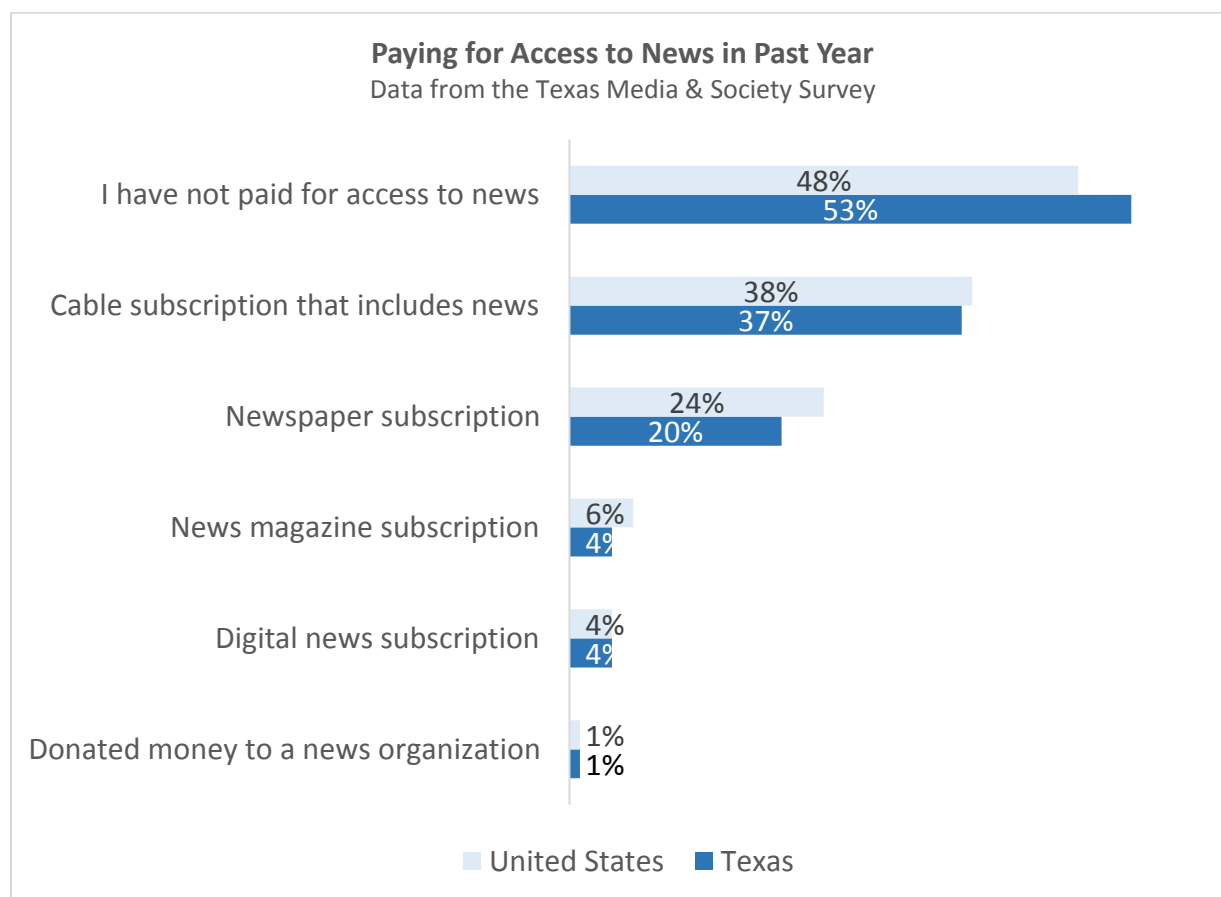 Paying for Access to News in Past Year
Data from the Texas Media & Society Survey
I have not paid for access to news
48%
53%
Cable subscription that includes news
38%
37%
Newspaper subscription
24%
20%
News magazine subscription
6%
4%
Digital news subscription
4%
4%
Donated money to a news organization
1%
1%
United States Texas